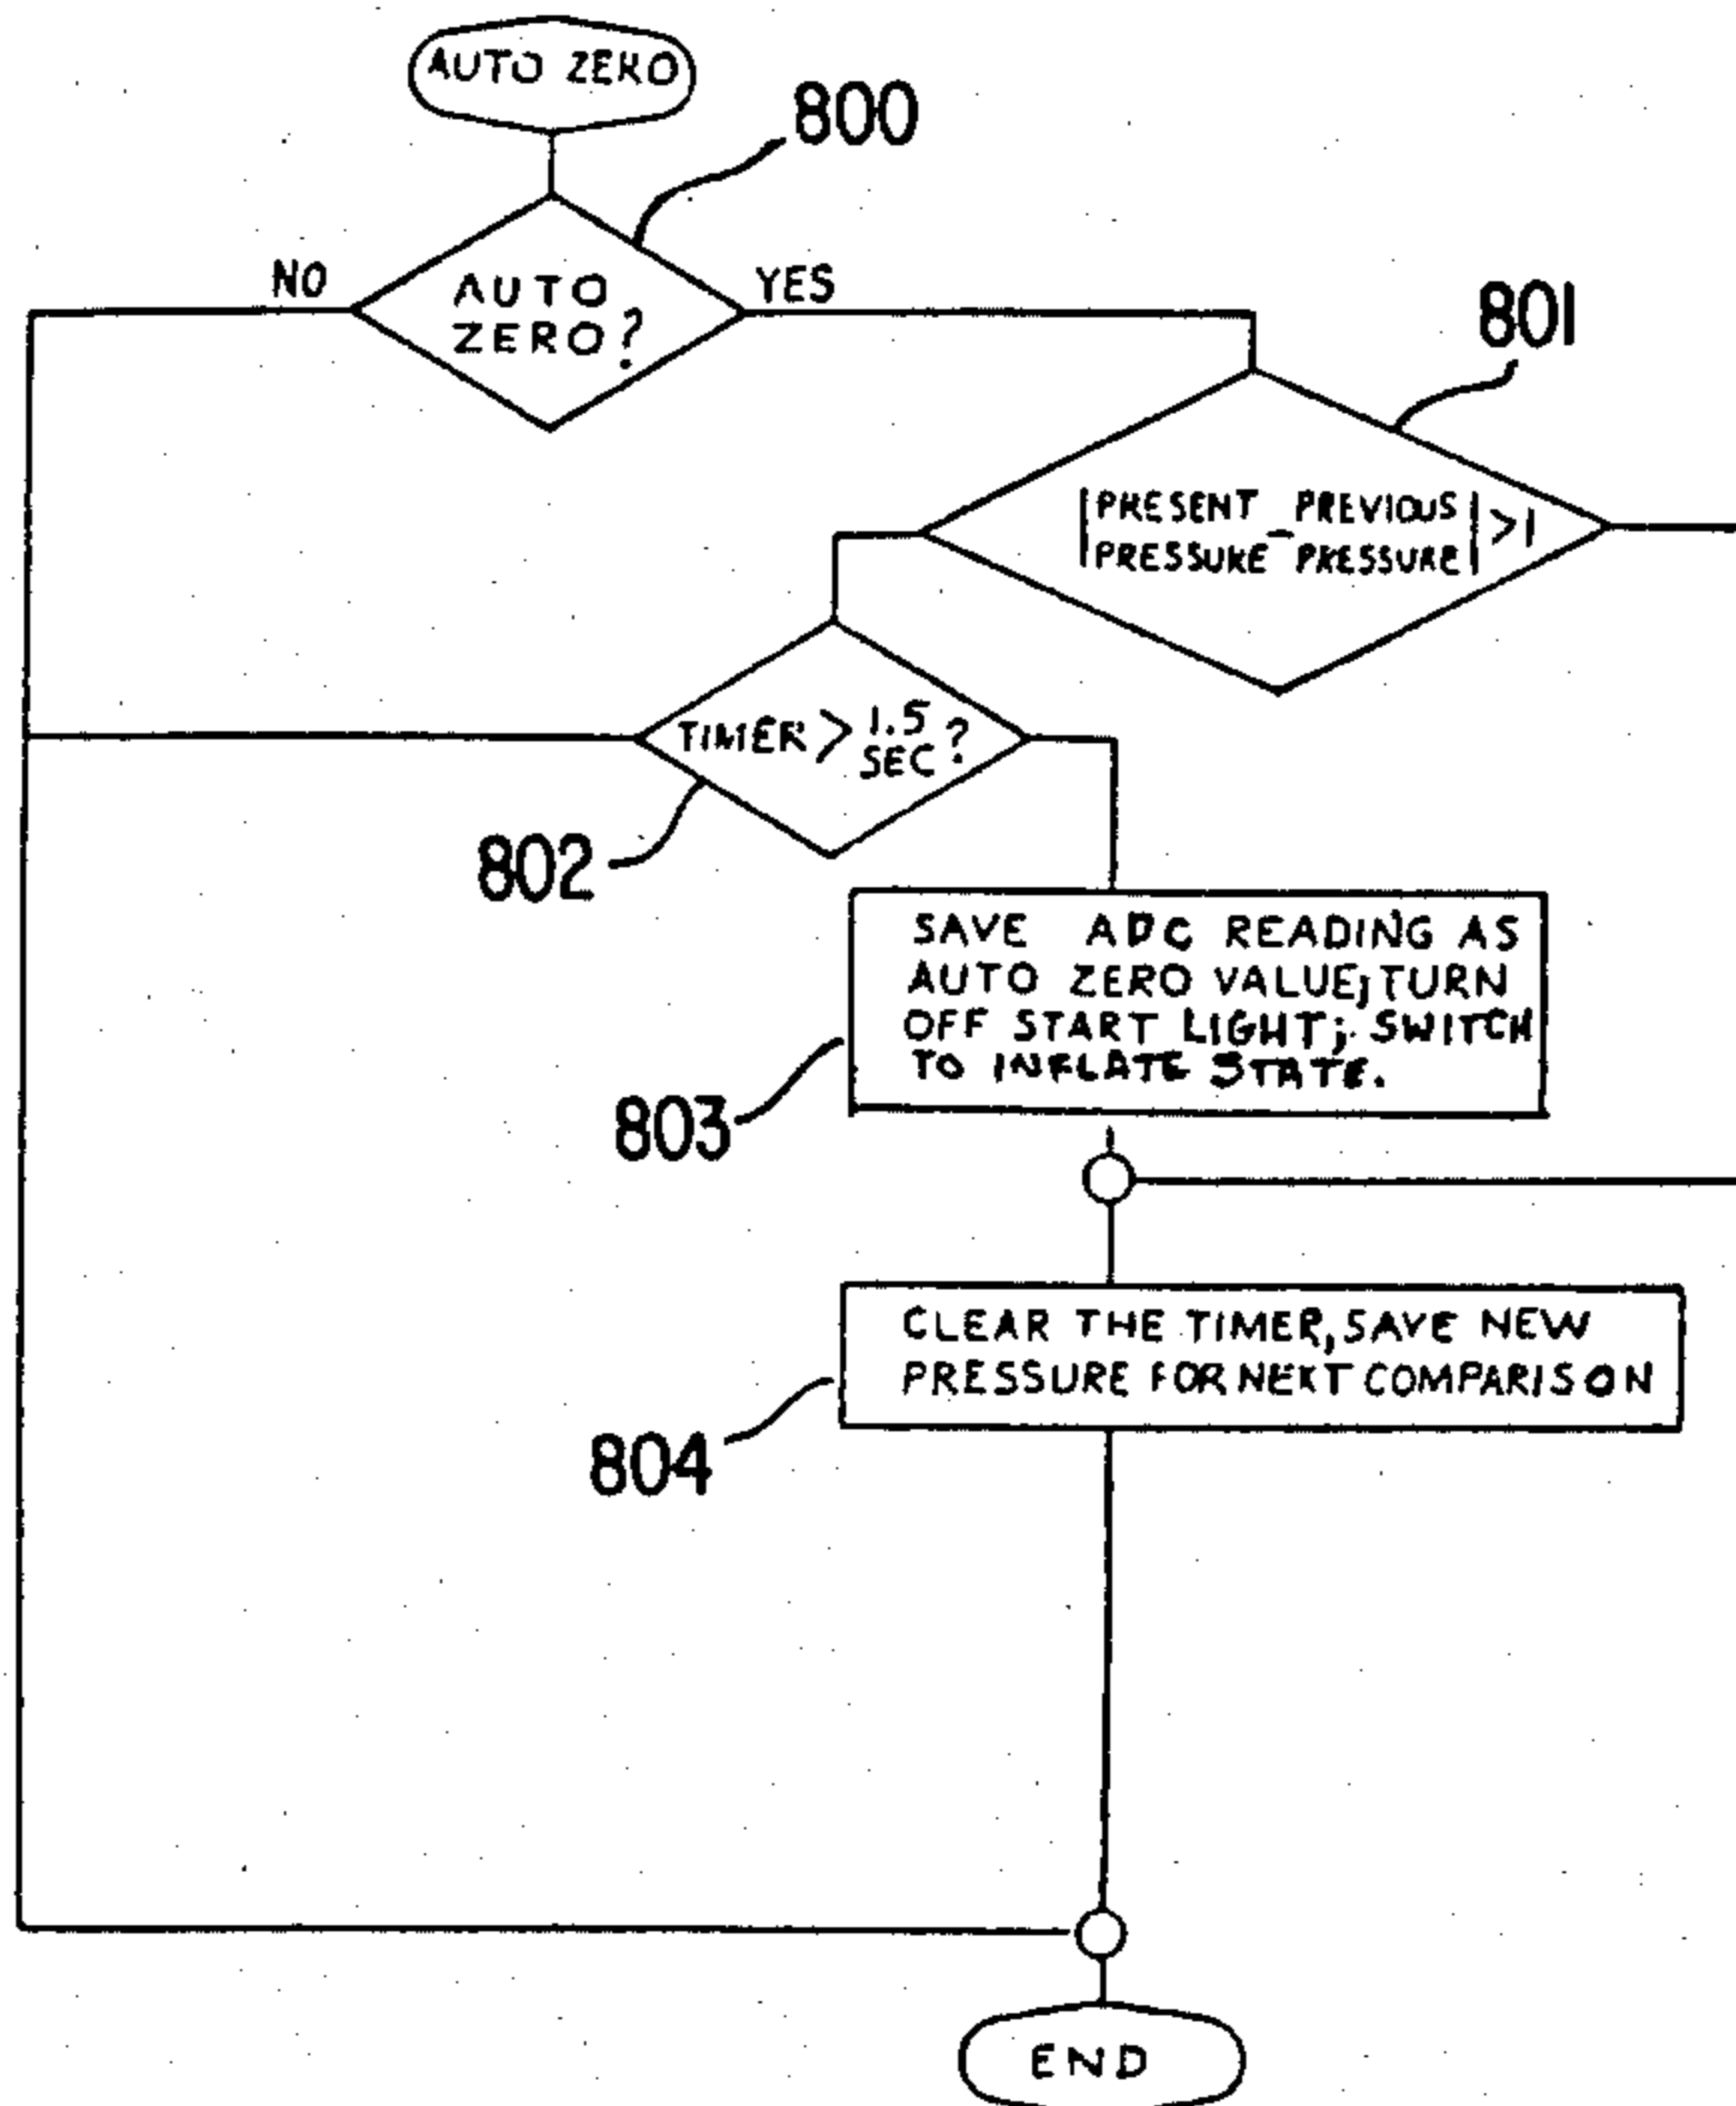 AUTO ZERO
800
NO
YES
AUTO
ZERO?
801
|PRESENT _ PREVIOUS| >1
|PRESSURE PRESSURE|
TIMER > 1.5 SEC ?
802
SAVE ADC READING AS
AUTO ZERO VALUE; TURN
OFF START LIGHT; SWITCH
TO INFLATE STATE.
803
CLEAR THE TIMER, SAVE NEW
PRESSURE FOR NEXT COMPARISON
804
END